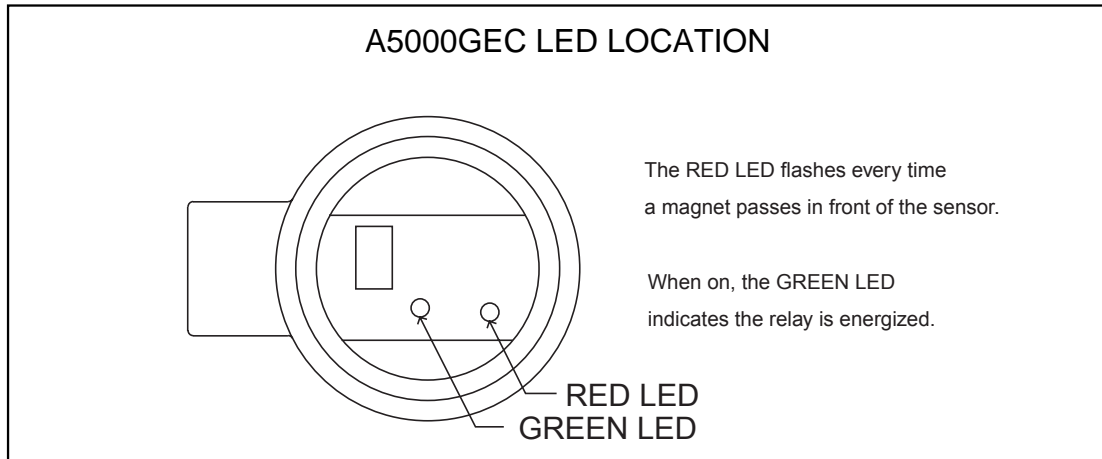 A5000GEC LED LOCATION
The RED LED flashes every time
a magnet passes in front of the sensor.
When on, the GREEN LED
indicates the relay is energized.
RED LED
GREEN LED